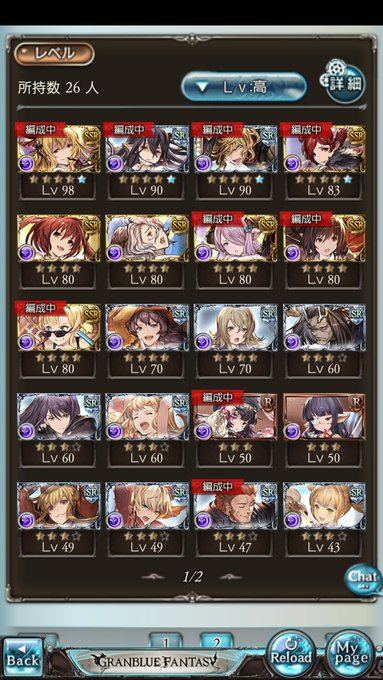 レベル
所持数 26 人
Lv:高
詳細
編成中 編成中 編成中 編成中
SSR SR SR SSR
Lv 98 Lv 90 Lv 90 Lv 83
編成中 編成中
SSR SSR SSR SSR
Lv 80 Lv 80 Lv 80 Lv 80
編成中
SSR SR SR SR
Lv 80 Lv 70 Lv 70 Lv 60
編成中
SR SR R R
Lv 60 Lv 60 Lv 50 Lv 50
編成中
SR SR SR SR
Lv 49 Lv 49 Lv 47 Lv 43
1/2
Chat
1 2
Back
GRANBLUE FANTASY
Reload
My page